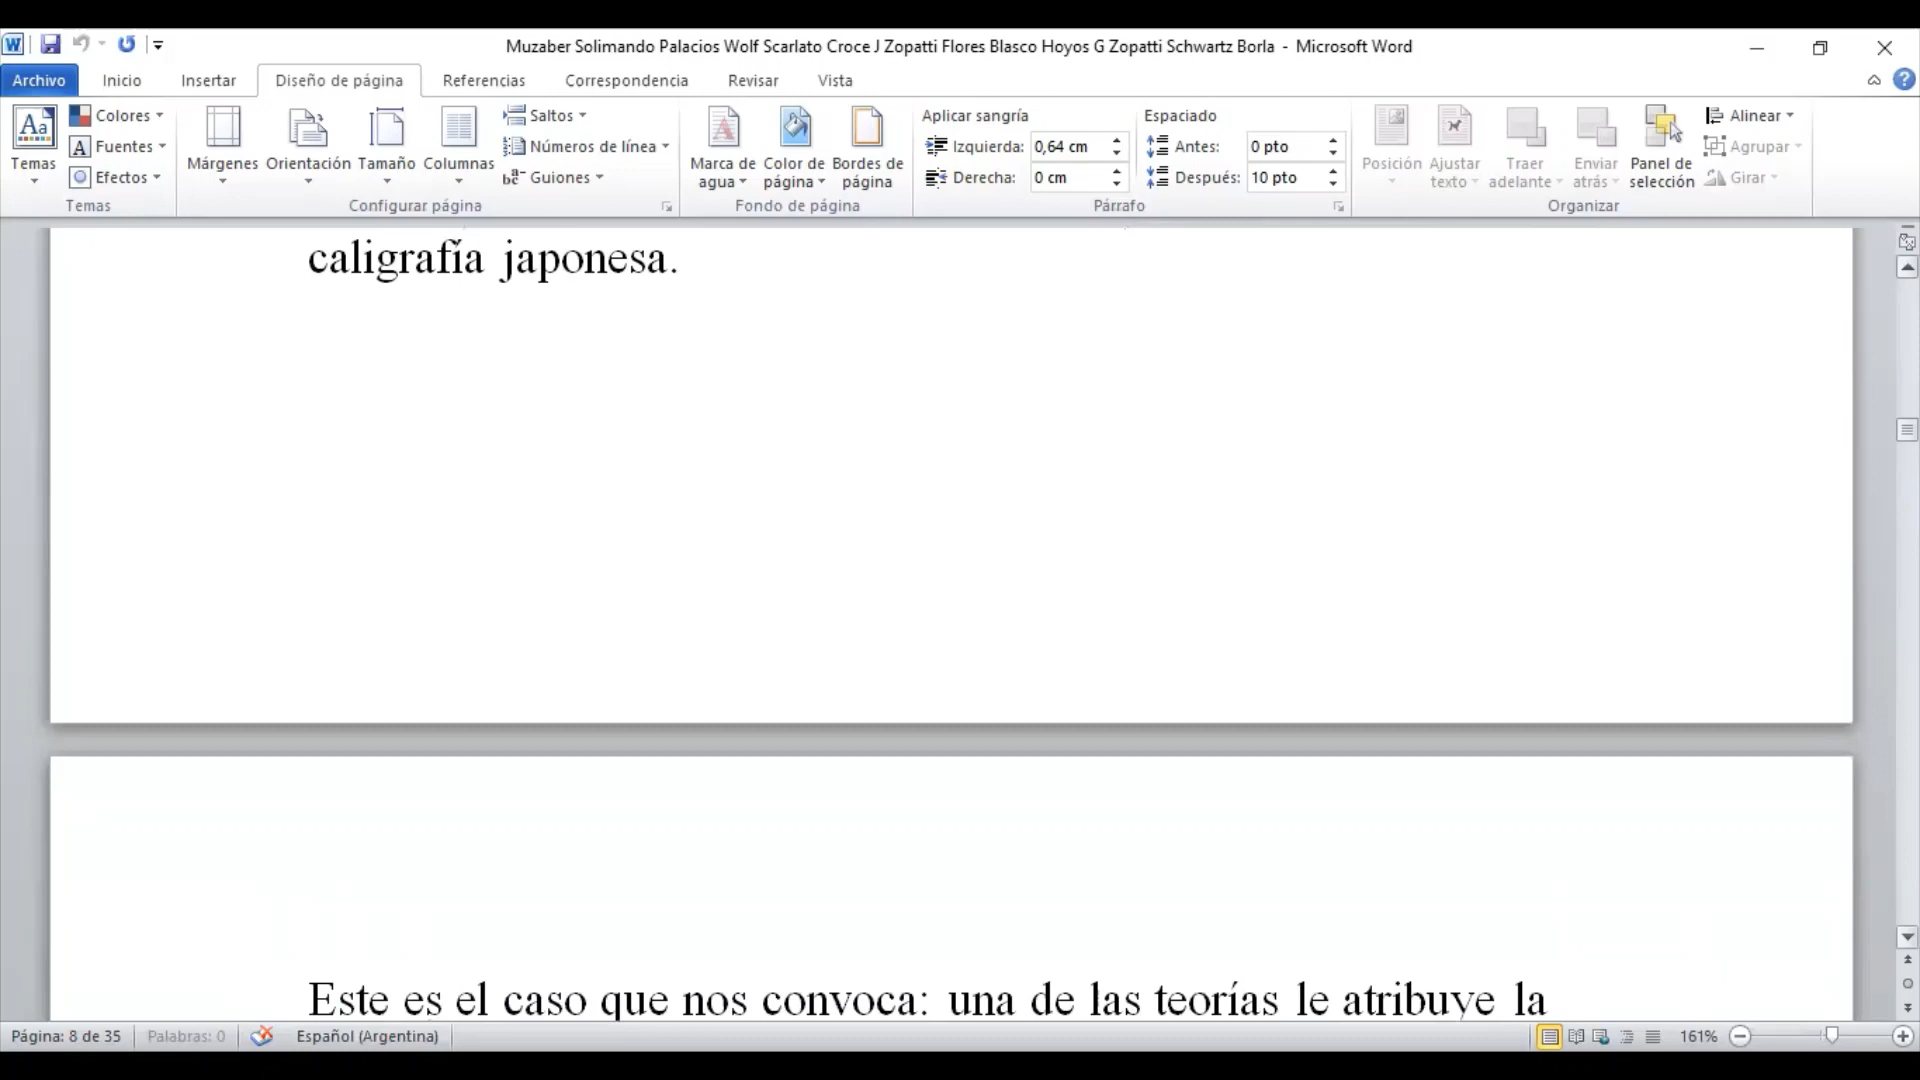 Muzaber Solimando Palacios Wolf Scarlato Croce J Zopatti Flores Blasco Hoyos G Zopatti Schwartz Borla - Microsoft Word
Archivo Inicio Insertar Diseño de página Referencias Correspondencia Revisar Vista
Temas
Colores
Fuentes
Efectos
Temas
Márgenes Orientación Tamaño Columnas
Saltos
Números de línea
Guiones
Configurar página
Marca de agua
Color de página
Bordes de página
Fondo de página
Aplicar sangría
Izquierda: 0,64 cm
Derecha: 0 cm
Espaciado
Antes: 0 pto
Después: 10 pto
Párrafo
Posición
Ajustar texto
Traer adelante
Enviar atrás
Panel de selección
Alinear
Agrupar
Girar
Organizar
caligrafía japonesa.
Este es el caso que nos convoca: una de las teorías le atribuye la
Página: 8 de 35 Palabras: 0 Español (Argentina) 161%